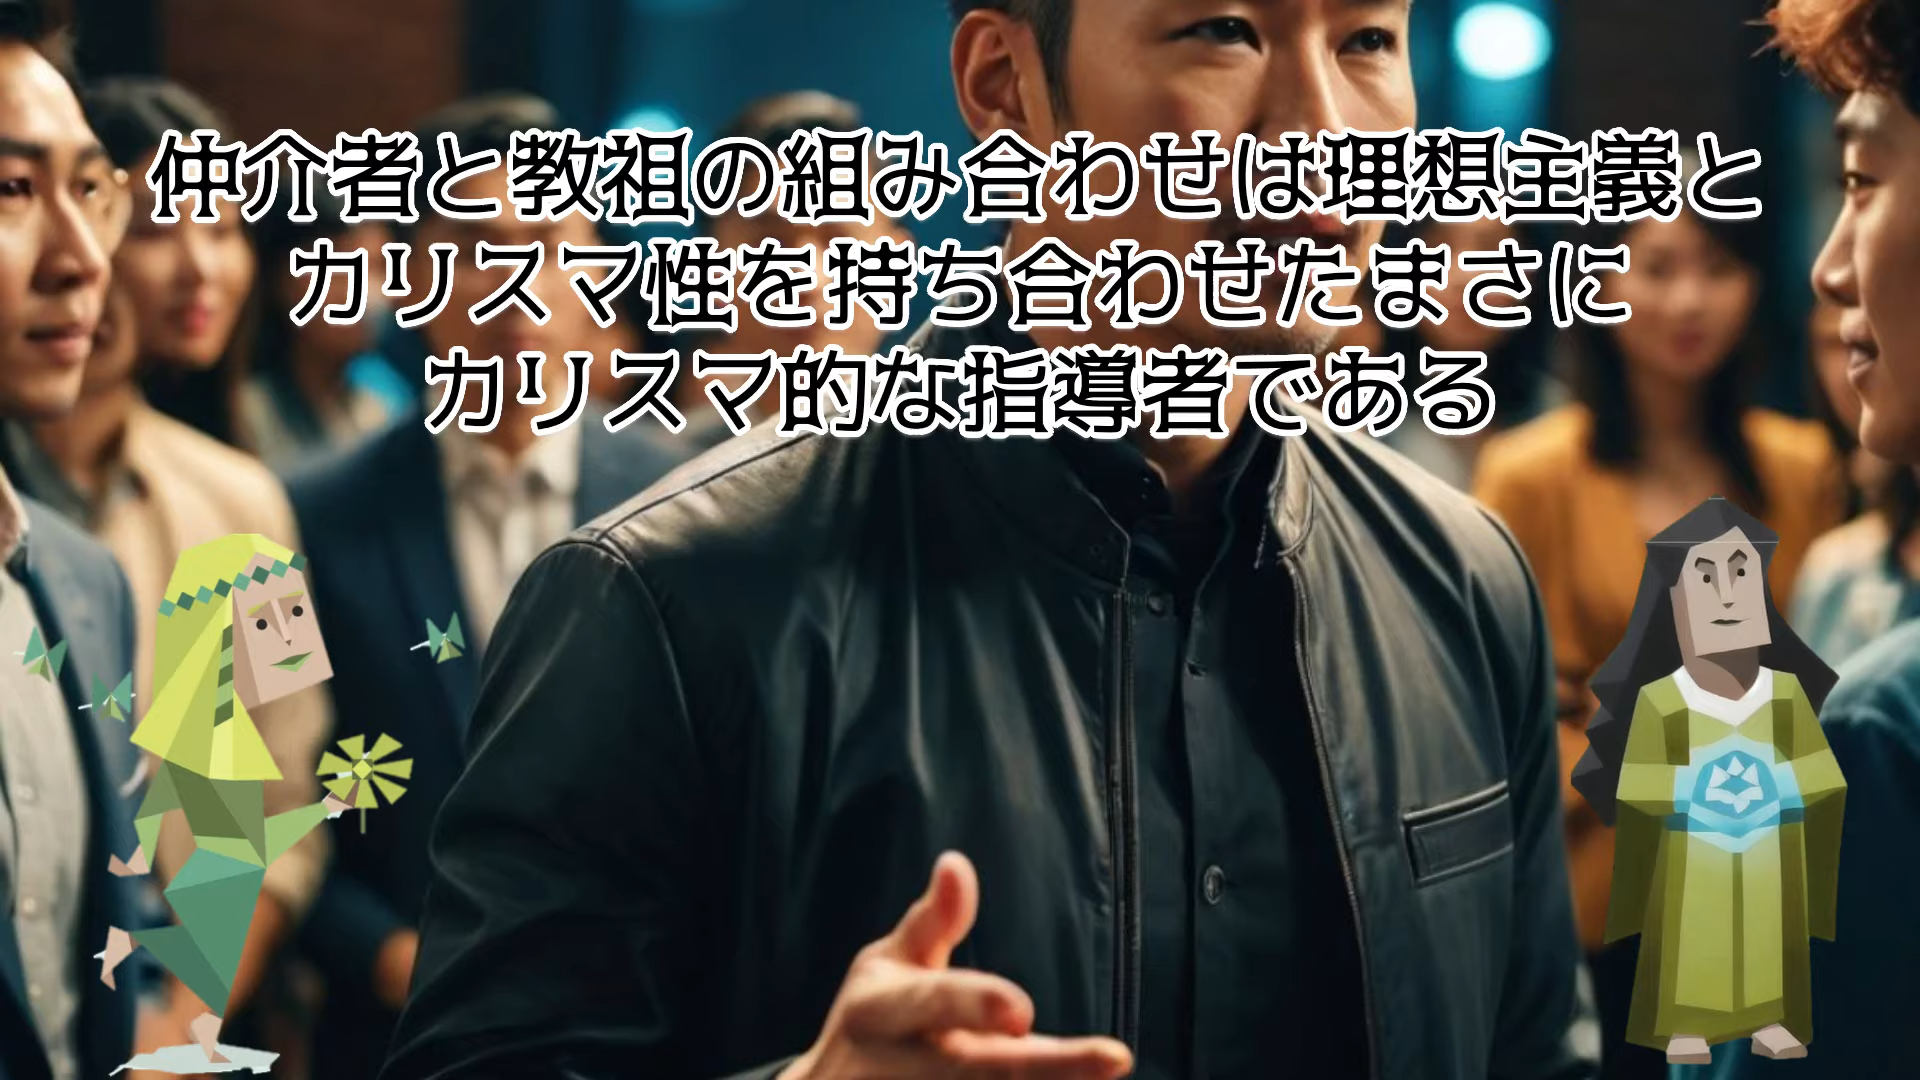 仲介者と教祖の組み合わせは理想主義と
カリスマ性を持ち合わせたまさに
カリスマ的な指導者である